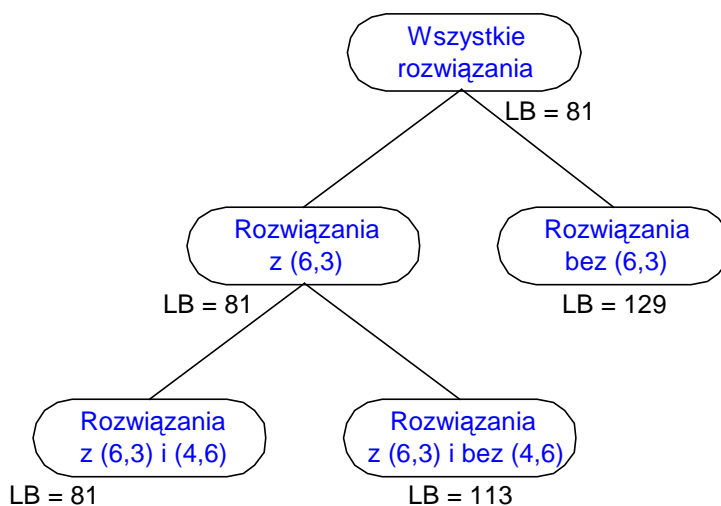 Wszystkie
rozwiązania
LB = 81
Rozwiązania
z (6,3)
LB = 81
Rozwiązania
bez (6,3)
LB = 129
Rozwiązania
z (6,3) i (4,6)
LB = 81
Rozwiązania
z (6,3) i bez (4,6)
LB = 113